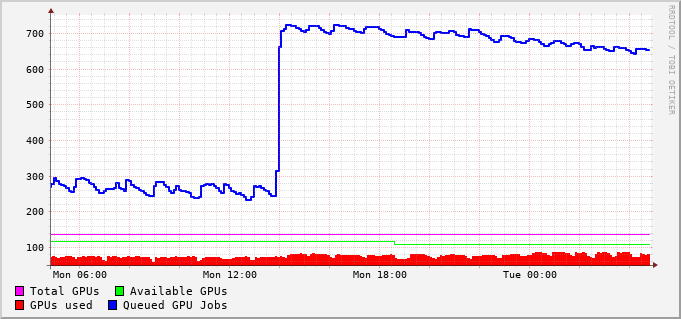 700
600
500
400
300
200
100
Mon 06:00 Mon 12:00 Mon 18:00 Tue 00:00
Total GPUs Available GPUs
GPUs used Queued GPU Jobs
RRDTOOL / TOBI OETIKER